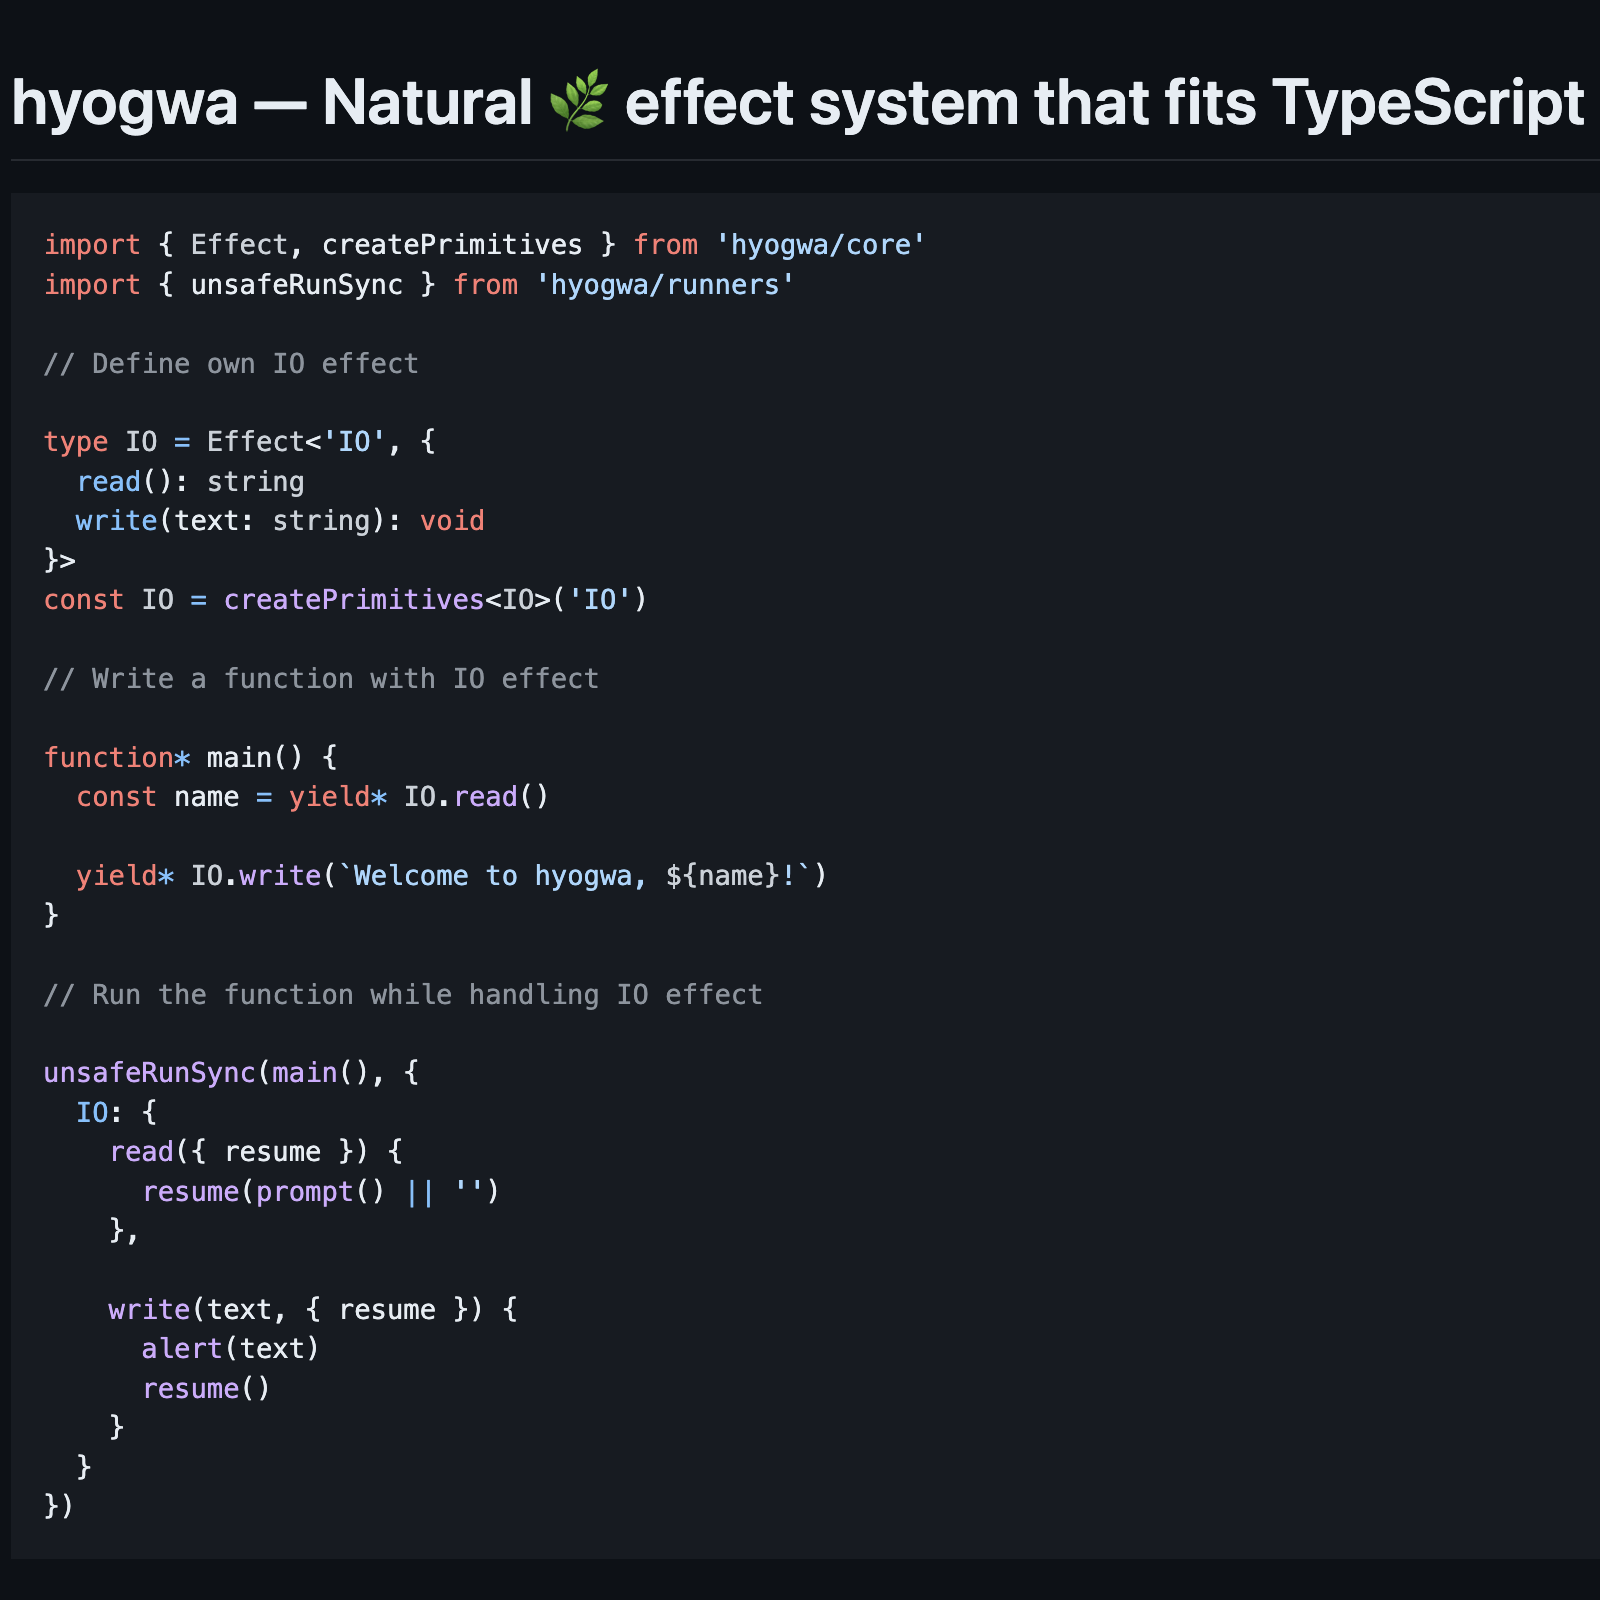 hyogwa — Natural 🌿 effect system that fits TypeScript
import { Effect, createPrimitives } from 'hyogwa/core'
import { unsafeRunSync } from 'hyogwa/runners'
// Define own IO effect
type IO = Effect<'IO', {
  read(): string
  write(text: string): void
}>
const IO = createPrimitives<IO>('IO')
// Write a function with IO effect
function* main() {
  const name = yield* IO.read()
  yield* IO.write(`Welcome to hyogwa, ${name}!`)
}
// Run the function while handling IO effect
unsafeRunSync(main(), {
  IO: {
    read({ resume }) {
      resume(prompt() || '')
    },
    write(text, { resume }) {
      alert(text)
      resume()
    }
  }
})